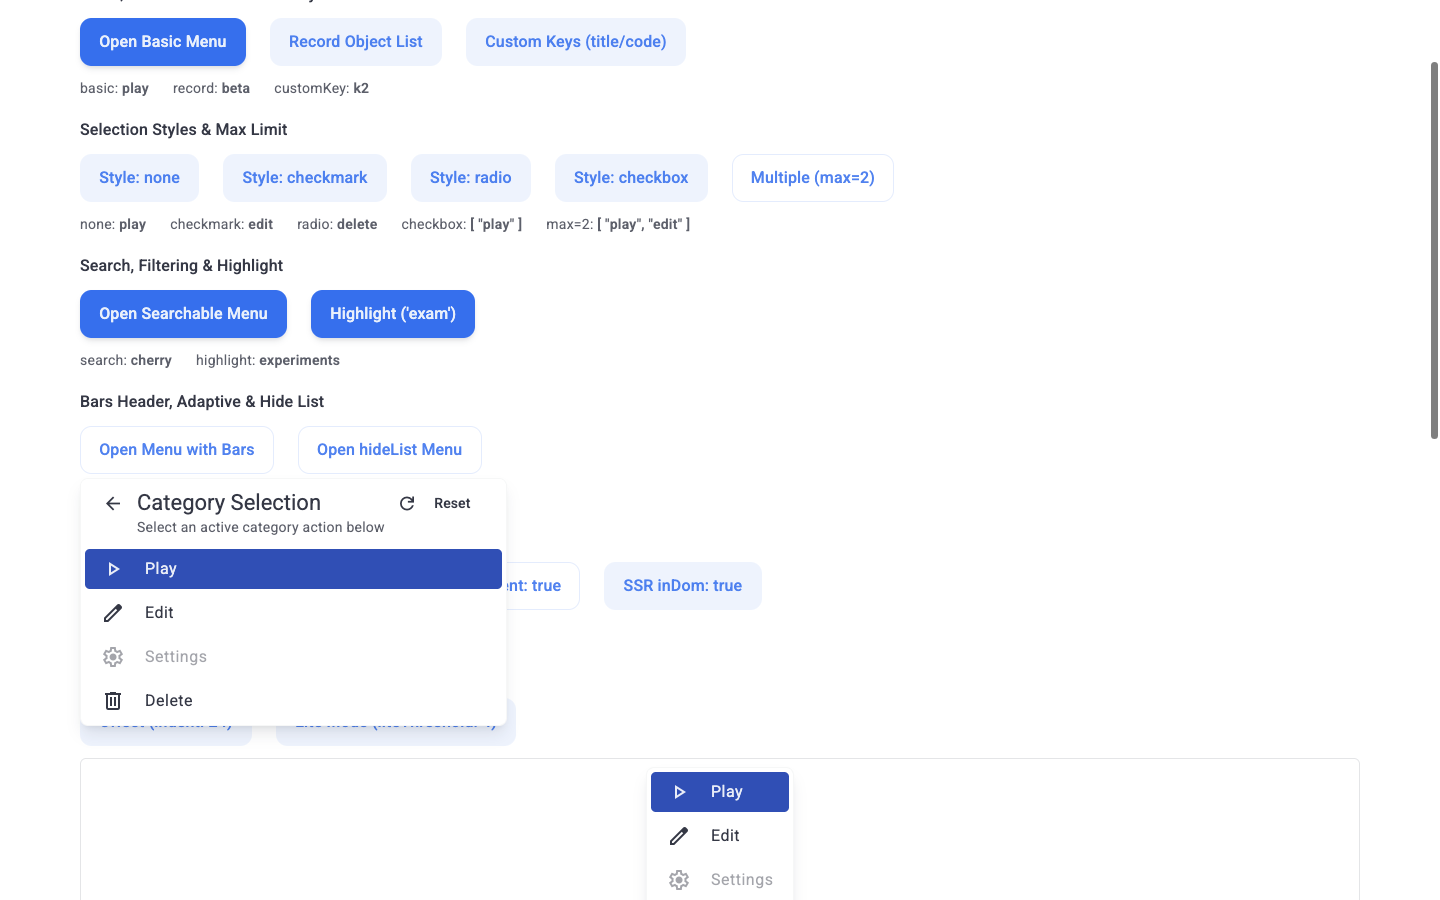 Open Basic Menu Record Object List Custom Keys (title/code)
basic: play record: beta customKey: k2
Selection Styles & Max Limit
Style: none Style: checkmark Style: radio Style: checkbox Multiple (max=2)
none: play checkmark: edit radio: delete checkbox: [ "play" ] max=2: [ "play", "edit" ]
Search, Filtering & Highlight
Open Searchable Menu Highlight ('exam')
search: cherry highlight: experiments
Bars Header, Adaptive & Hide List
Open Menu with Bars Open hideList Menu
Category Selection Reset
Select an active category action below
Play
Edit
Settings
Delete
true SSR inDom: true
Play
Edit
Settings